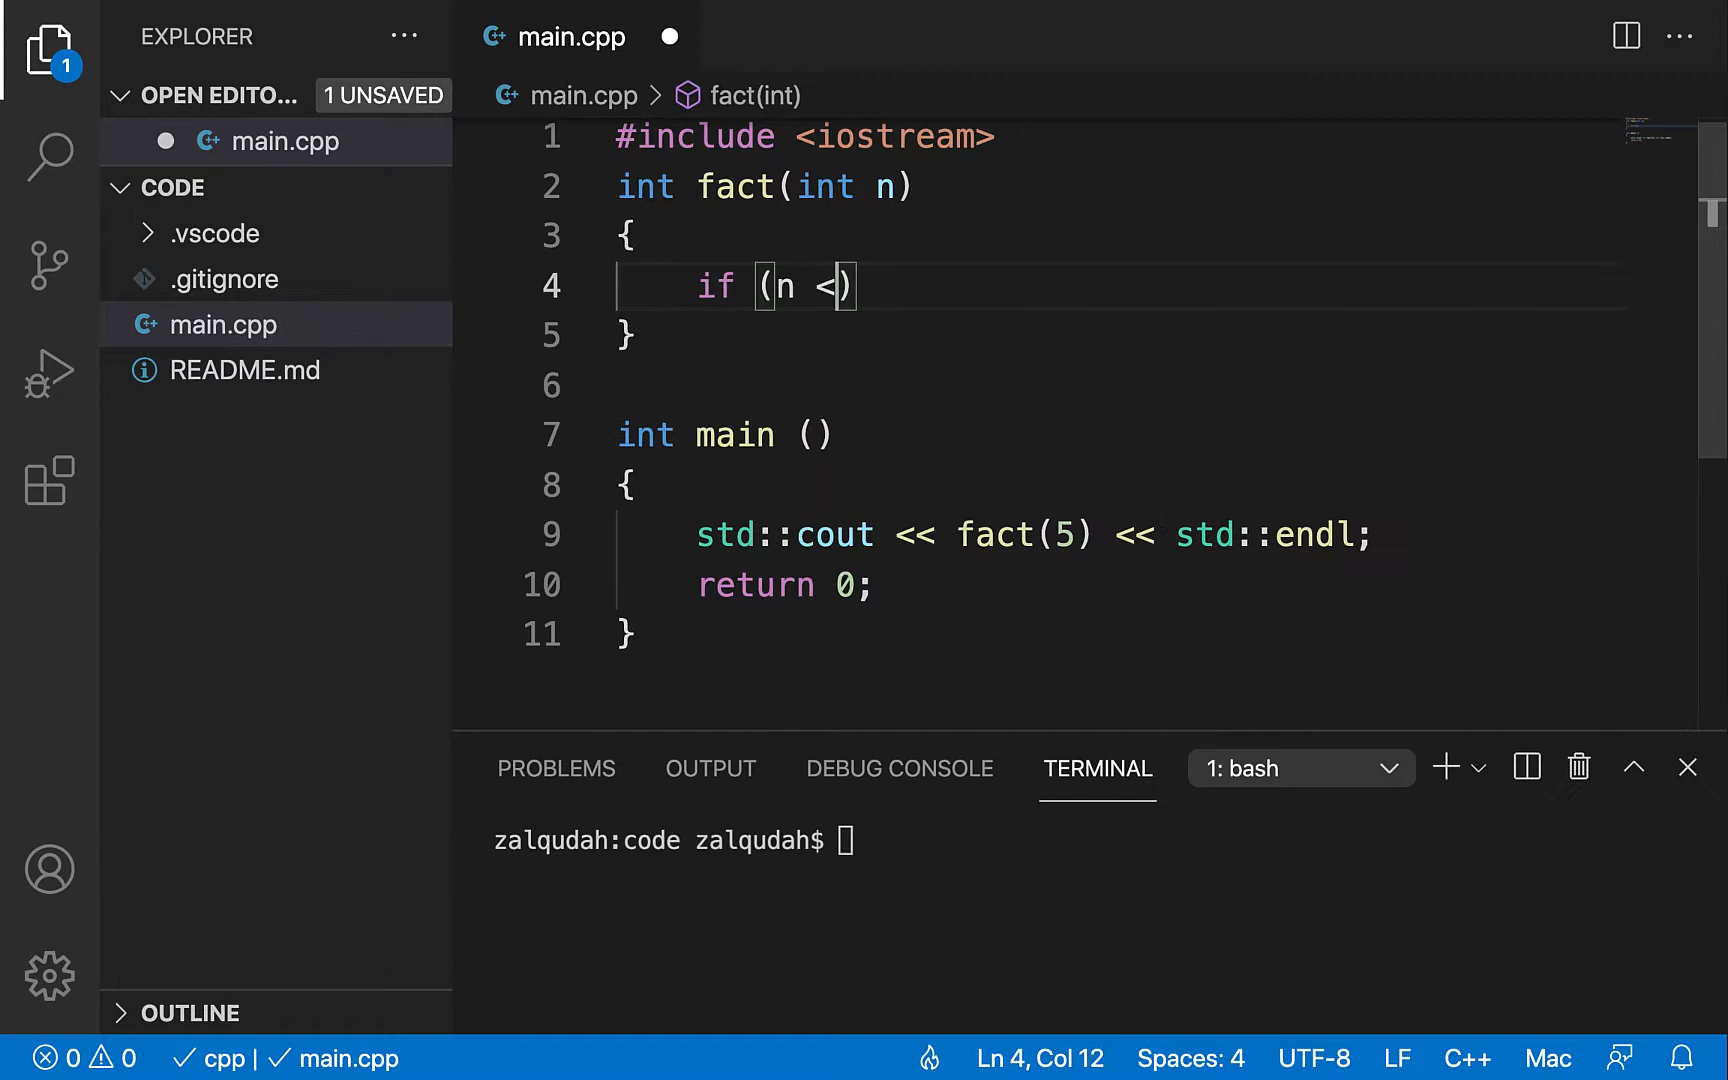 EXPLORER
main.cpp
1
OPEN EDITO... 1 UNSAVED
main.cpp > fact(int)
main.cpp
CODE
.vscode
.gitignore
main.cpp
README.md
1 #include <iostream>
2 int fact(int n)
3 {
4 if (n <)
5 }
6
7 int main ()
8 {
9 std::cout << fact(5) << std::endl;
10 return 0;
11 }
PROBLEMS OUTPUT DEBUG CONSOLE TERMINAL 1: bash
zalqudah:code zalqudah$
OUTLINE
0 0 cpp | main.cpp Ln 4, Col 12 Spaces: 4 UTF-8 LF C++ Mac